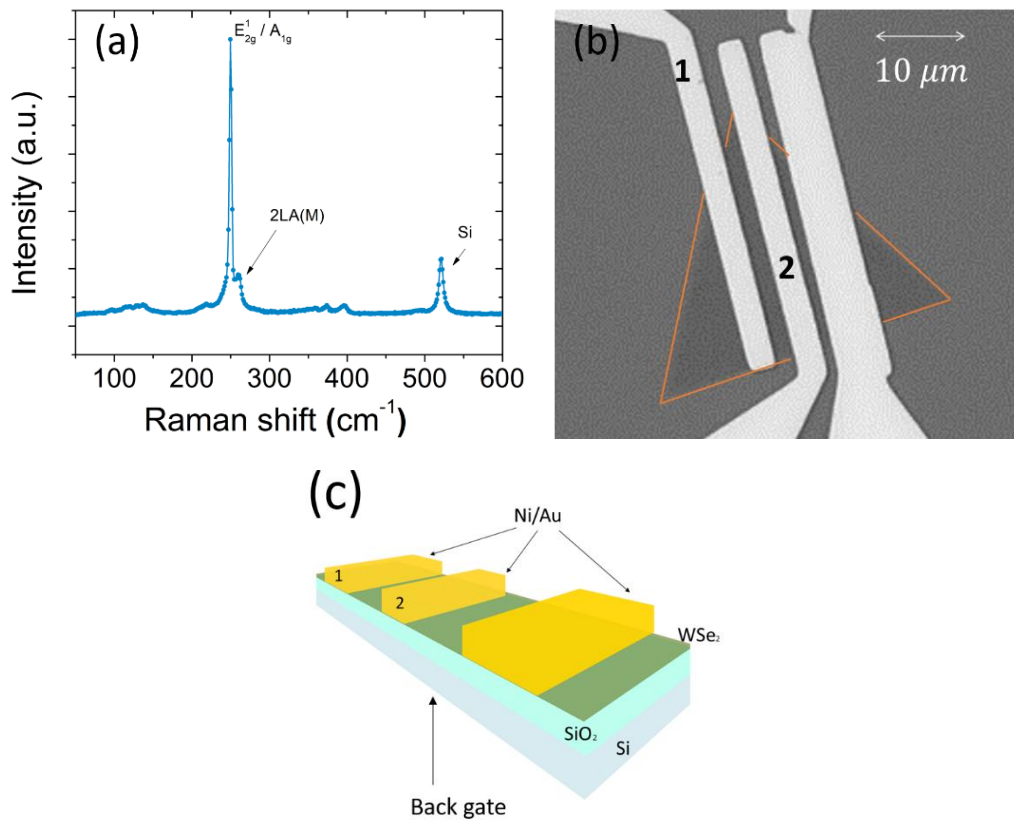 (a)
E¹₂g / A₁g
2LA(M)
Si
Intensity (a.u.)
100 200 300 400 500 600
Raman shift (cm⁻¹)
(b)
1
2
10 μm
(c)
Ni/Au
1
2
WSe₂
SiO₂
Si
Back gate